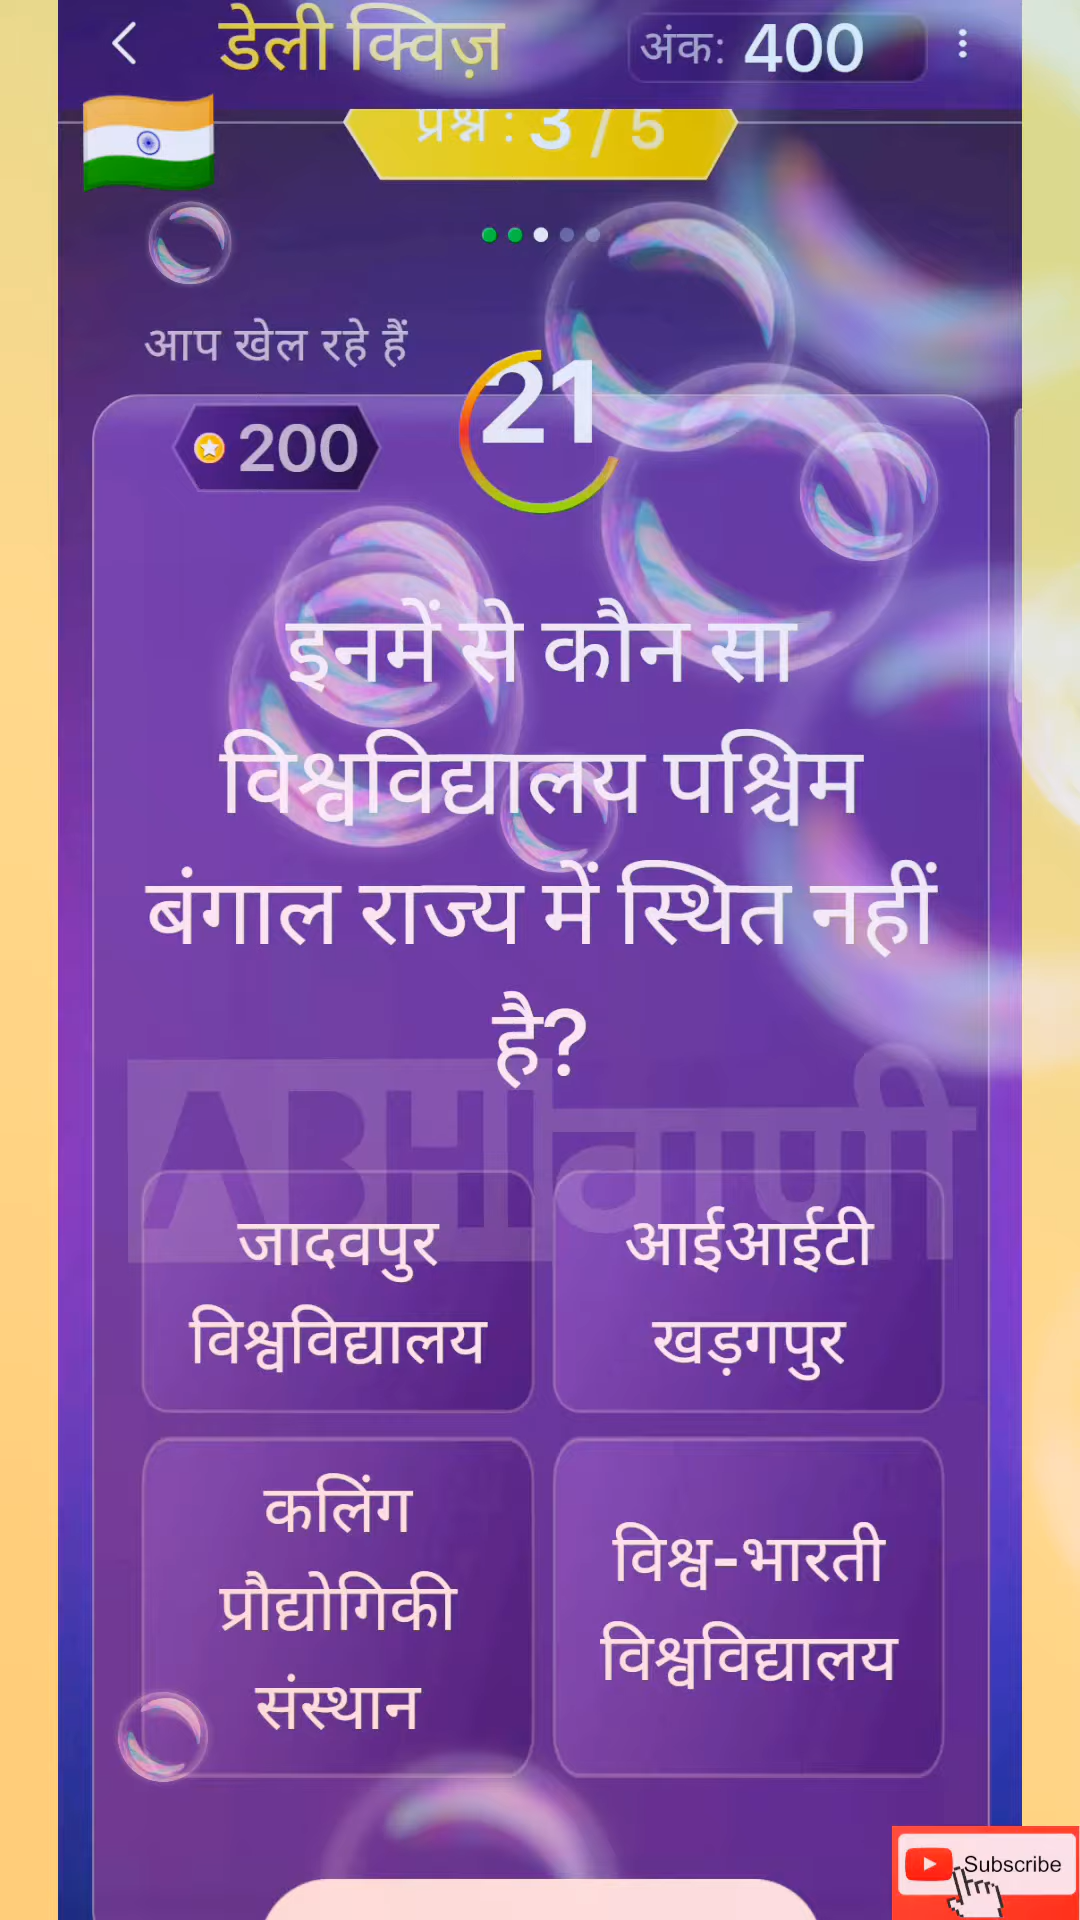 डेली क्विज़
अंक: 400
प्रश्न : 3 / 5
आप खेल रहे हैं
21
200
इनमें से कौन सा
विश्वविद्यालय पश्चिम
बंगाल राज्य में स्थित नहीं
है?
ABHIवाणी
जादवपुर
विश्वविद्यालय
आईआईटी
खड़गपुर
कलिंग
प्रौद्योगिकी
संस्थान
विश्व-भारती
विश्वविद्यालय
Subscribe